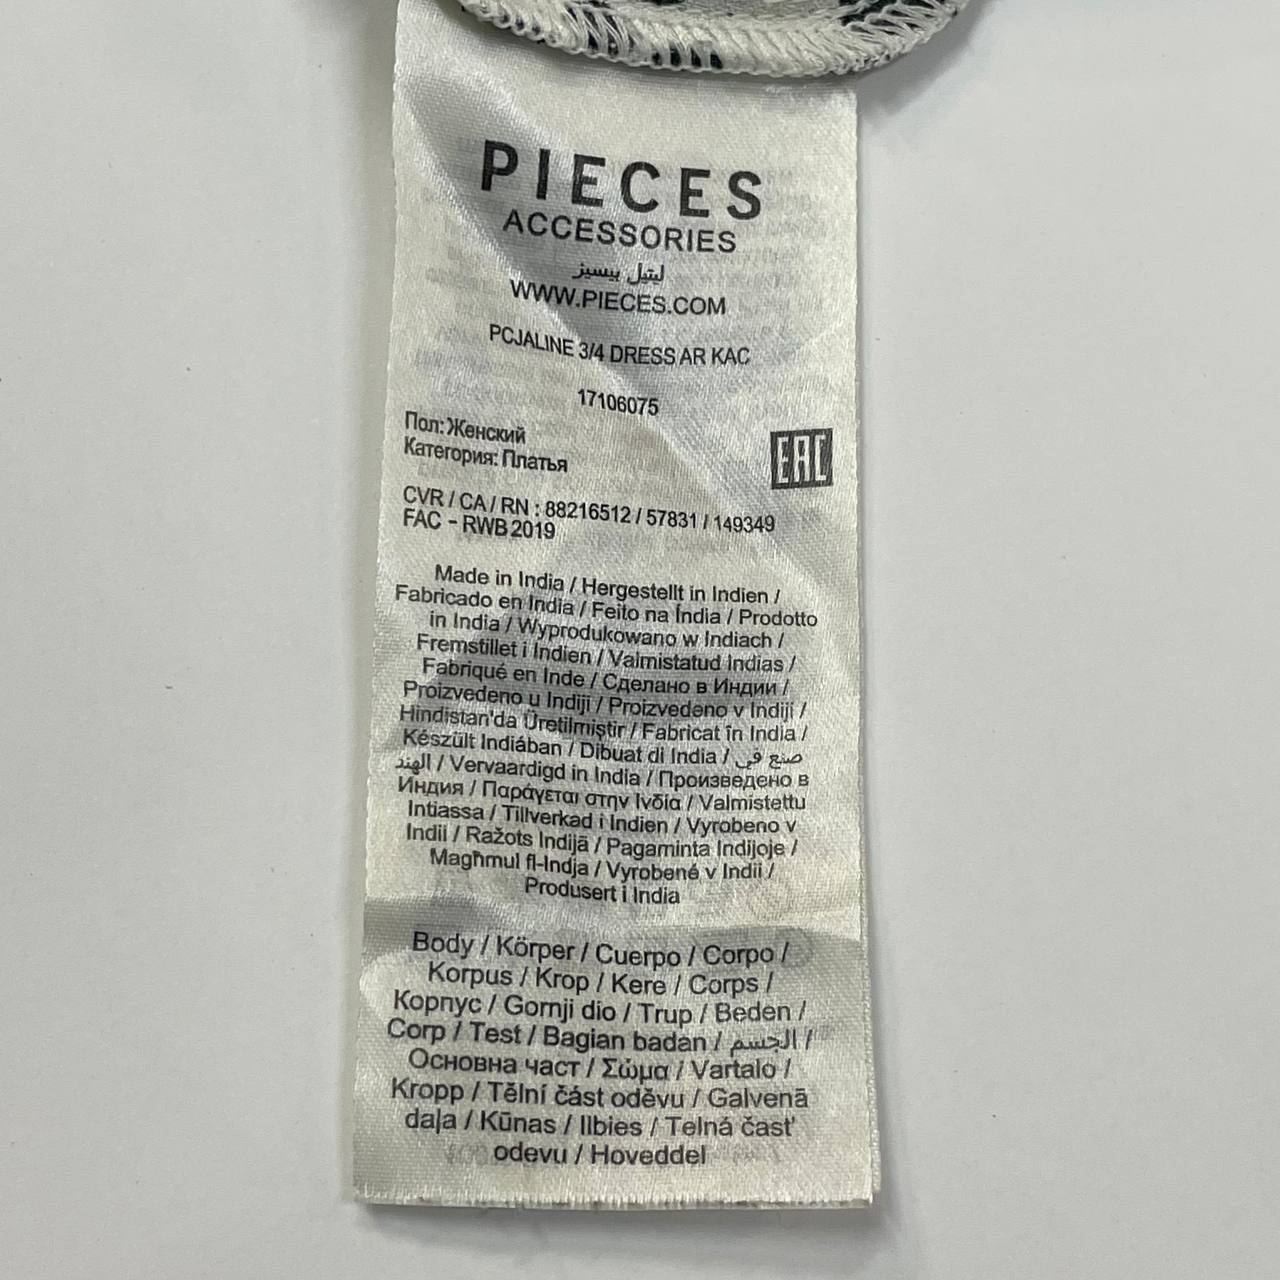 PIECES
ACCESSORIES
ليتيل بيسيز
WWW.PIECES.COM
PCJALINE 3/4 DRESS AR KAC
17106075
Пол: Женский
Категория: Платья
EAC
CVR / CA / RN : 88216512 / 57831 / 149349
FAC - RWB 2019
Made in India / Hergestellt in Indien /
Fabricado en India / Feito na Índia / Prodotto
in India / Wyprodukowano w Indiach /
Fremstillet i Indien / Valmistatud Indias /
Fabriqué en Inde / Сделано в Индии /
Proizvedeno u Indiji / Proizvedeno v Indiji /
Hindistan'da Üretilmiştir / Fabricat în India /
Készült Indiában / Dibuat di India / صنع في
الهند / Vervaardigd in India / Произведено в
Индия / Παράγεται στην Ινδία / Valmistettu
Intiassa / Tillverkad i Indien / Vyrobeno v
Indii / Ražots Indijā / Pagaminta Indijoje /
Magħmul fl-Indja / Vyrobené v Indii /
Produsert i India
Body / Körper / Cuerpo / Corpo /
Korpus / Krop / Kere / Corps /
Корпус / Gornji dio / Trup / Beden /
Corp / Test / Bagian badan / الجسم /
Основна част / Σώμα / Vartalo /
Kropp / Tělní část oděvu / Galvenā
daļa / Kūnas / Ilbies / Telná časť
odevu / Hoveddel